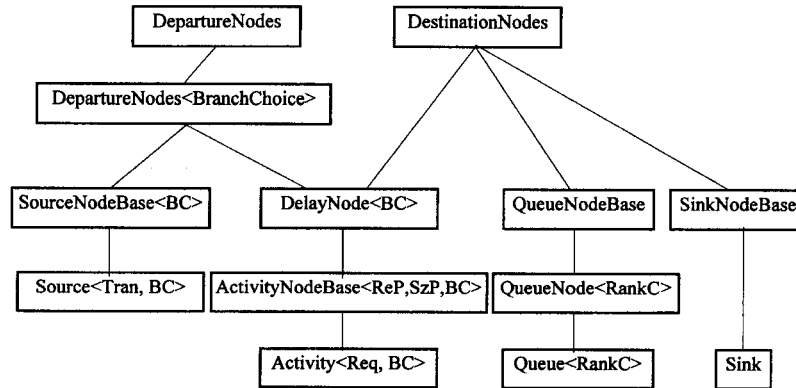 DepartureNodes
DestinationNodes
DepartureNodes<BranchChoice>
SourceNodeBase<BC>
DelayNode<BC>
QueueNodeBase
SinkNodeBase
Source<Tran, BC>
ActivityNodeBase<ReP,SzP,BC>
QueueNode<RankC>
Activity<Req, BC>
Queue<RankC>
Sink